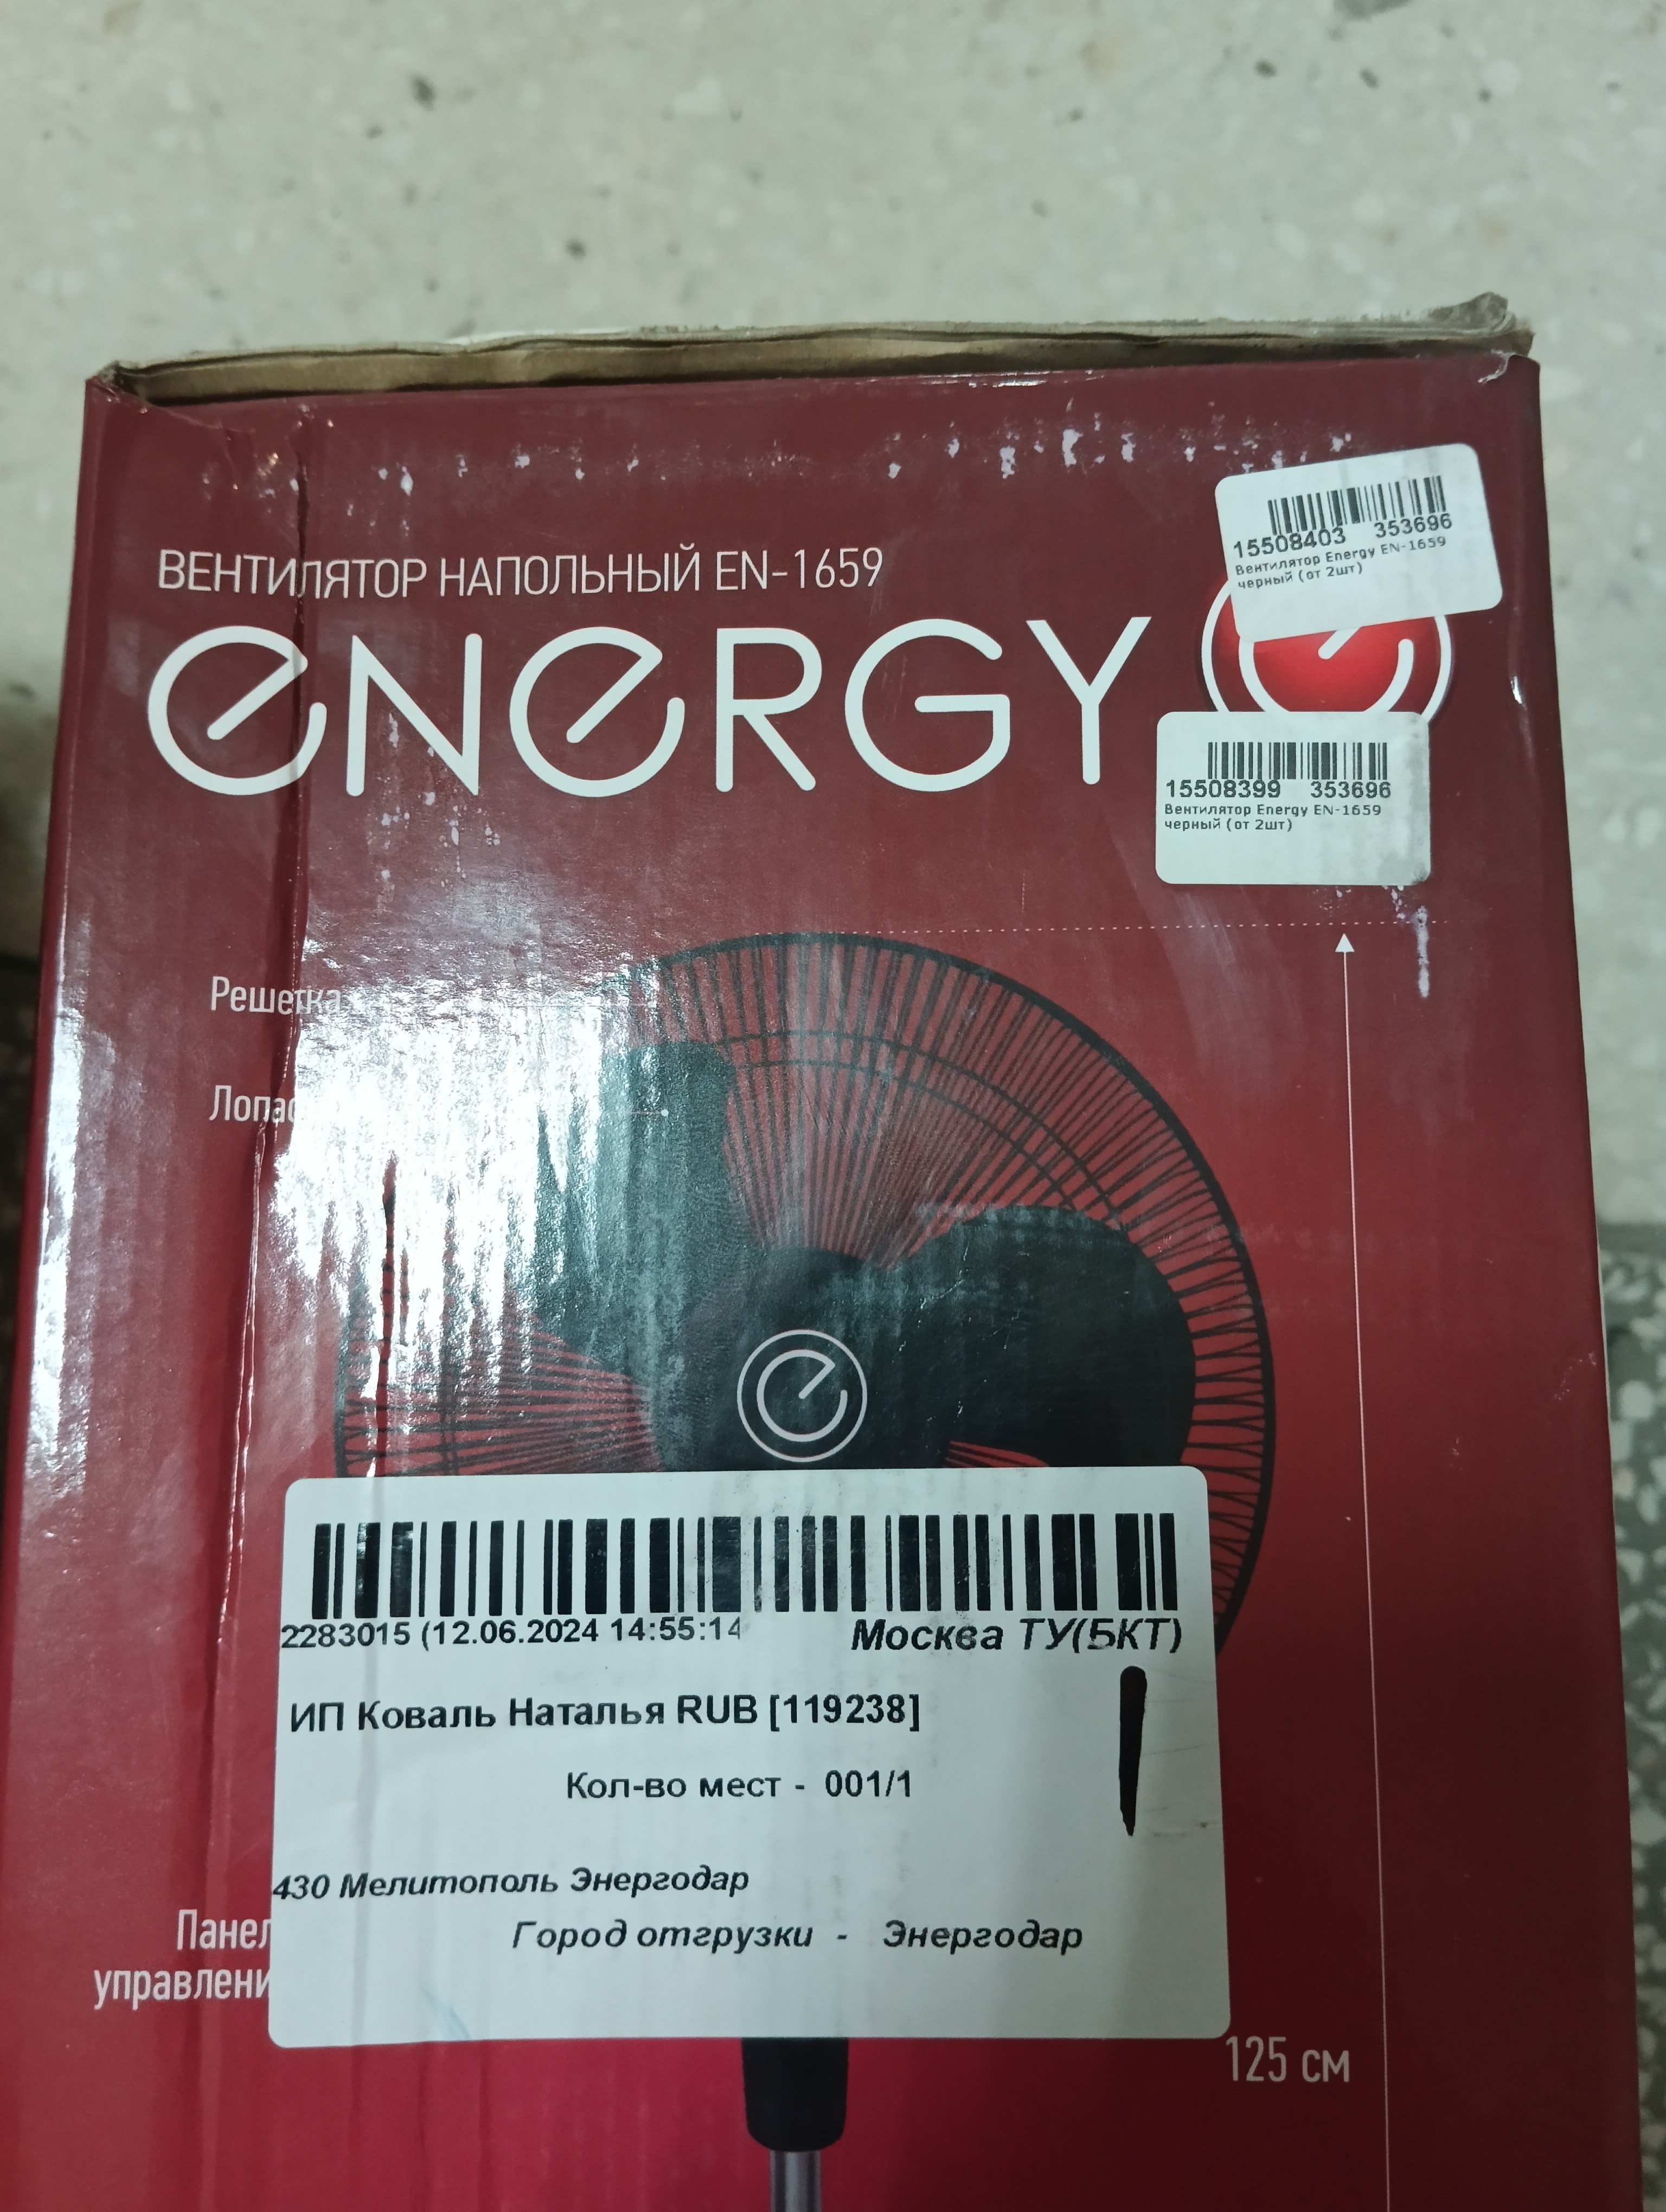 15508403 353696
Вентилятор Energy EN-1659
черный (от 2шт)
ВЕНТИЛЯТОР НАПОЛЬНЫЙ EN-1659
eNeRGY
15508399 353696
Вентилятор Energy EN-1659
черный (от 2шт)
Решетка
2283015 (12.06.2024 14:55:14
Москва ТУ(БКТ)
ИП Коваль Наталья RUB [119238]
Кол-во мест - 001/1
430 Мелитополь Энергодар
Город отгрузки - Энергодар
125 см